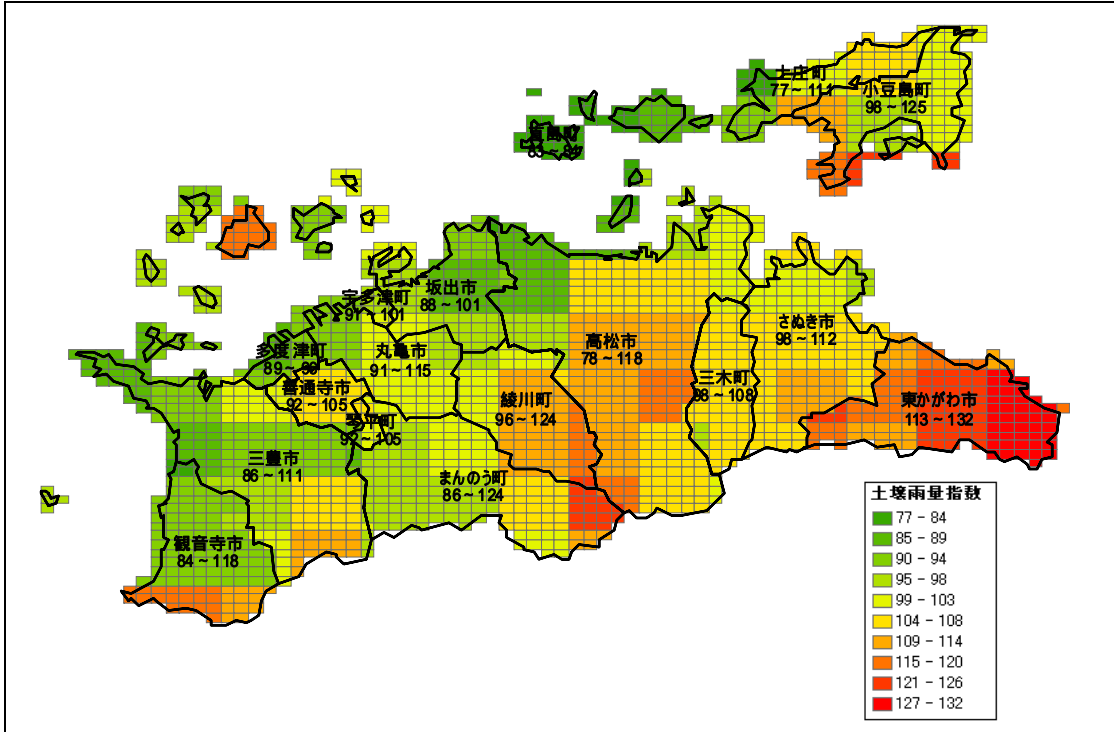 土庄町
77～111
小豆島町
98～125
直島町
坂出市
88～101
宇多津町
91～101
多度津町
丸亀市
91～115
善通寺市
92～105
琴平町
92～105
高松市
78～118
綾川町
96～124
三木町
98～108
さぬき市
98～112
東かがわ市
113～132
三豊市
86～111
まんのう町
86～124
観音寺市
84～118
土壌雨量指数
77 - 84
85 - 89
90 - 94
95 - 98
99 - 103
104 - 108
109 - 114
115 - 120
121 - 126
127 - 132